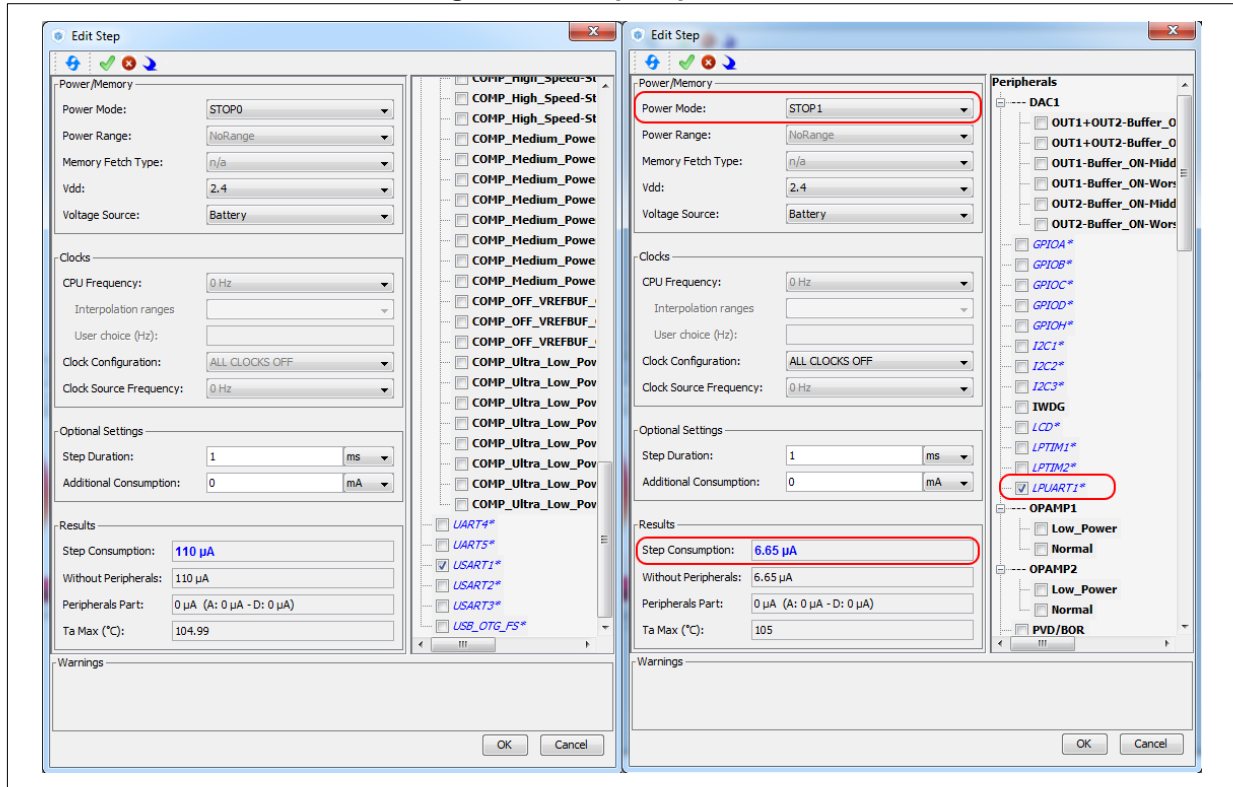 Edit Step
Power/Memory
Power Mode: STOP0
Power Range: NoRange
Memory Fetch Type: n/a
Vdd: 2.4
Voltage Source: Battery
Clocks
CPU Frequency: 0 Hz
Interpolation ranges
User choice (Hz):
Clock Configuration: ALL CLOCKS OFF
Clock Source Frequency: 0 Hz
Optional Settings
Step Duration: 1 ms
Additional Consumption: 0 mA
Results
Step Consumption: 110 µA
Without Peripherals: 110 µA
Peripherals Part: 0 µA (A: 0 µA - D: 0 µA)
Ta Max (°C): 104.99
COMP_High_Speed-St
COMP_High_Speed-St
COMP_High_Speed-St
COMP_Medium_Powe
COMP_Medium_Powe
COMP_Medium_Powe
COMP_Medium_Powe
COMP_Medium_Powe
COMP_Medium_Powe
COMP_Medium_Powe
COMP_Medium_Powe
COMP_OFF_VREFBUF_
COMP_OFF_VREFBUF_
COMP_OFF_VREFBUF_
COMP_Ultra_Low_Pov
COMP_Ultra_Low_Pov
COMP_Ultra_Low_Pov
COMP_Ultra_Low_Pov
COMP_Ultra_Low_Pov
COMP_Ultra_Low_Pov
COMP_Ultra_Low_Pov
COMP_Ultra_Low_Pov
UART4*
UART5*
USART1*
USART2*
USART3*
USB_OTG_FS*
Warnings
OK Cancel
Edit Step
Power/Memory
Power Mode: STOP1
Power Range: NoRange
Memory Fetch Type: n/a
Vdd: 2.4
Voltage Source: Battery
Clocks
CPU Frequency: 0 Hz
Interpolation ranges
User choice (Hz):
Clock Configuration: ALL CLOCKS OFF
Clock Source Frequency: 0 Hz
Optional Settings
Step Duration: 1 ms
Additional Consumption: 0 mA
Results
Step Consumption: 6.65 µA
Without Peripherals: 6.65 µA
Peripherals Part: 0 µA (A: 0 µA - D: 0 µA)
Ta Max (°C): 105
Peripherals
DAC1
OUT1+OUT2-Buffer_O
OUT1+OUT2-Buffer_O
OUT1-Buffer_ON-Midd
OUT1-Buffer_ON-Wors
OUT2-Buffer_ON-Midd
OUT2-Buffer_ON-Wors
GPIOA*
GPIOB*
GPIOC*
GPIOD*
GPIOH*
I2C1*
I2C2*
I2C3*
IWDG
LCD*
LPTIM1*
LPTIM2*
LPUART1*
OPAMP1
Low_Power
Normal
OPAMP2
Low_Power
Normal
PVD/BOR
Warnings
OK Cancel